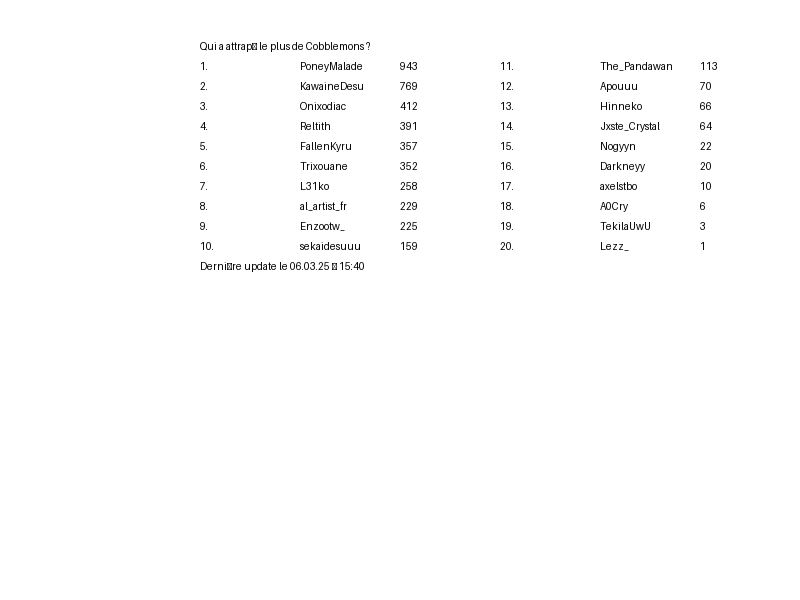 Qui a attrap▯ le plus de Cobblemons ?
1. PoneyMalade 943 11. The_Pandawan 113
2. KawaineDesu 769 12. Apouuu 70
3. Onixodiac 412 13. Hinneko 66
4. Reltith 391 14. Jxste_Crystal 64
5. FallenKyru 357 15. Nogyyn 22
6. Trixouane 352 16. Darkneyy 20
7. L31ko 258 17. axelstbo 10
8. al_artist_fr 229 18. A0Cry 6
9. Enzootw_ 225 19. TekilaUwU 3
10. sekaidesuuu 159 20. Lezz_ 1
Derni▯re update le 06.03.25 ▯ 15:40